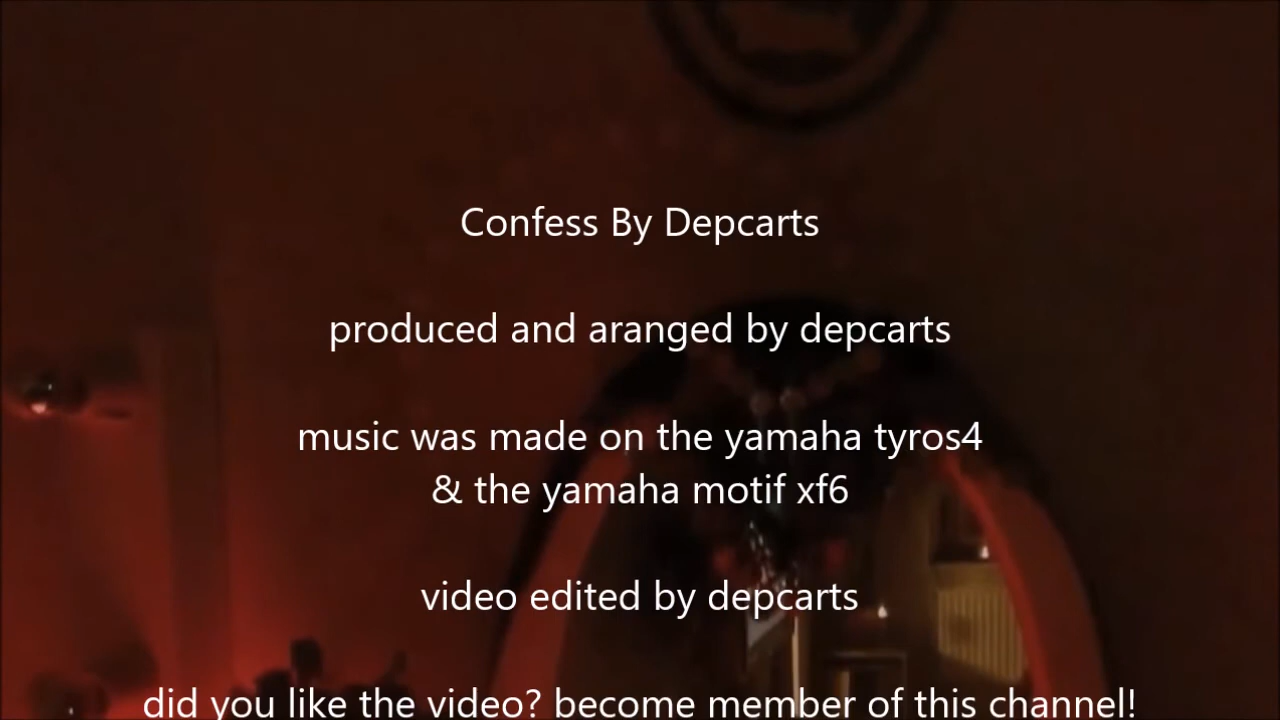 Confess By Depcarts
produced and aranged by depcarts
music was made on the yamaha tyros4
& the yamaha motif xf6
video edited by depcarts
did you like the video? become member of this channel!